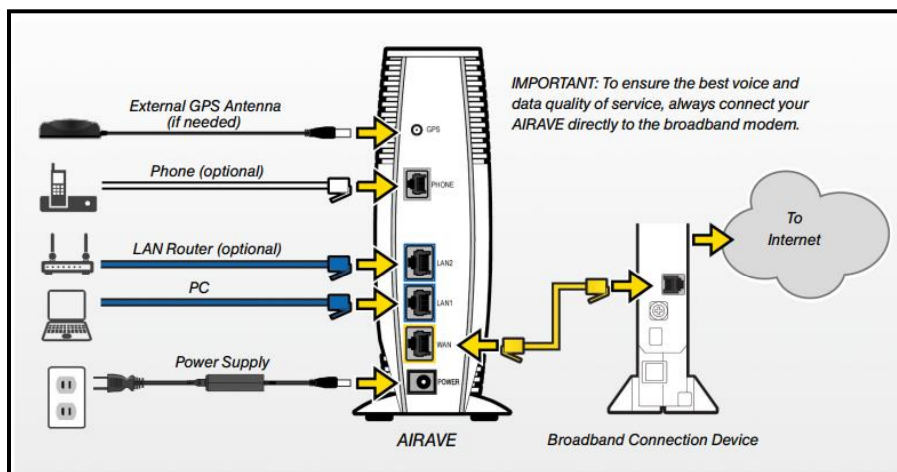 IMPORTANT: To ensure the best voice and
data quality of service, always connect your
AIRAVE directly to the broadband modem.
External GPS Antenna
(if needed)
GPS
Phone (optional)
PHONE
To
Internet
LAN Router (optional)
LAN2
PC
LAN1
WAN
Power Supply
POWER
AIRAVE
Broadband Connection Device